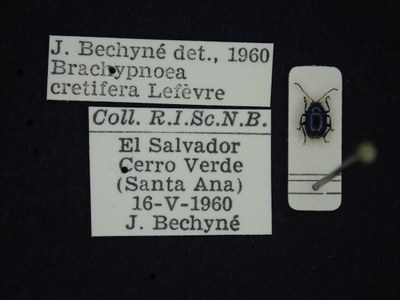 J. Bechyné det., 1960
Brachypnoea
cretifera Lefèvre
Coll. R.I.Sc.N.B.
El Salvador
Cerro Verde
(Santa Ana)
16-V-1960
J. Bechyné